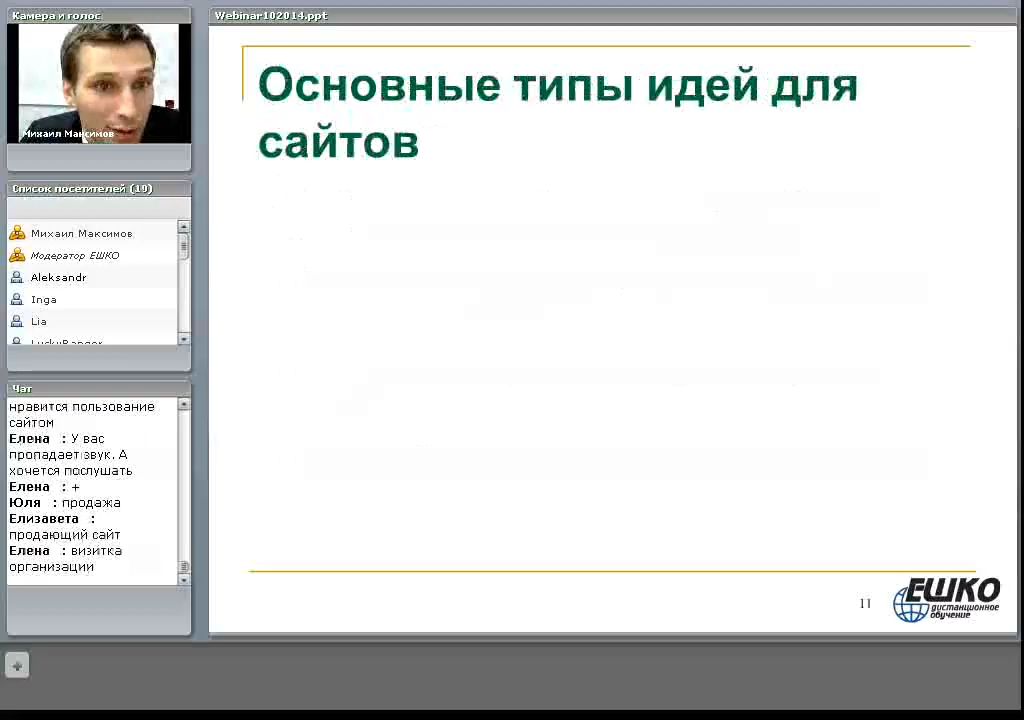 Камера и голос
Михаил Максимов
Список посетителей (19)
Михаил Максимов
Модератор ЕШКО
Aleksandr
Inga
Lia
LuckyRanger
Чат
нравится пользование
сайтом
Елена : У вас
пропадает звук. А
хочется послушать
Елена : +
Юля : продажа
Елизавета :
продающий сайт
Елена : визитка
организации
Webinar102014.ppt
Основные типы идей для
сайтов
11
ЕШКО
дистанционное
обучение